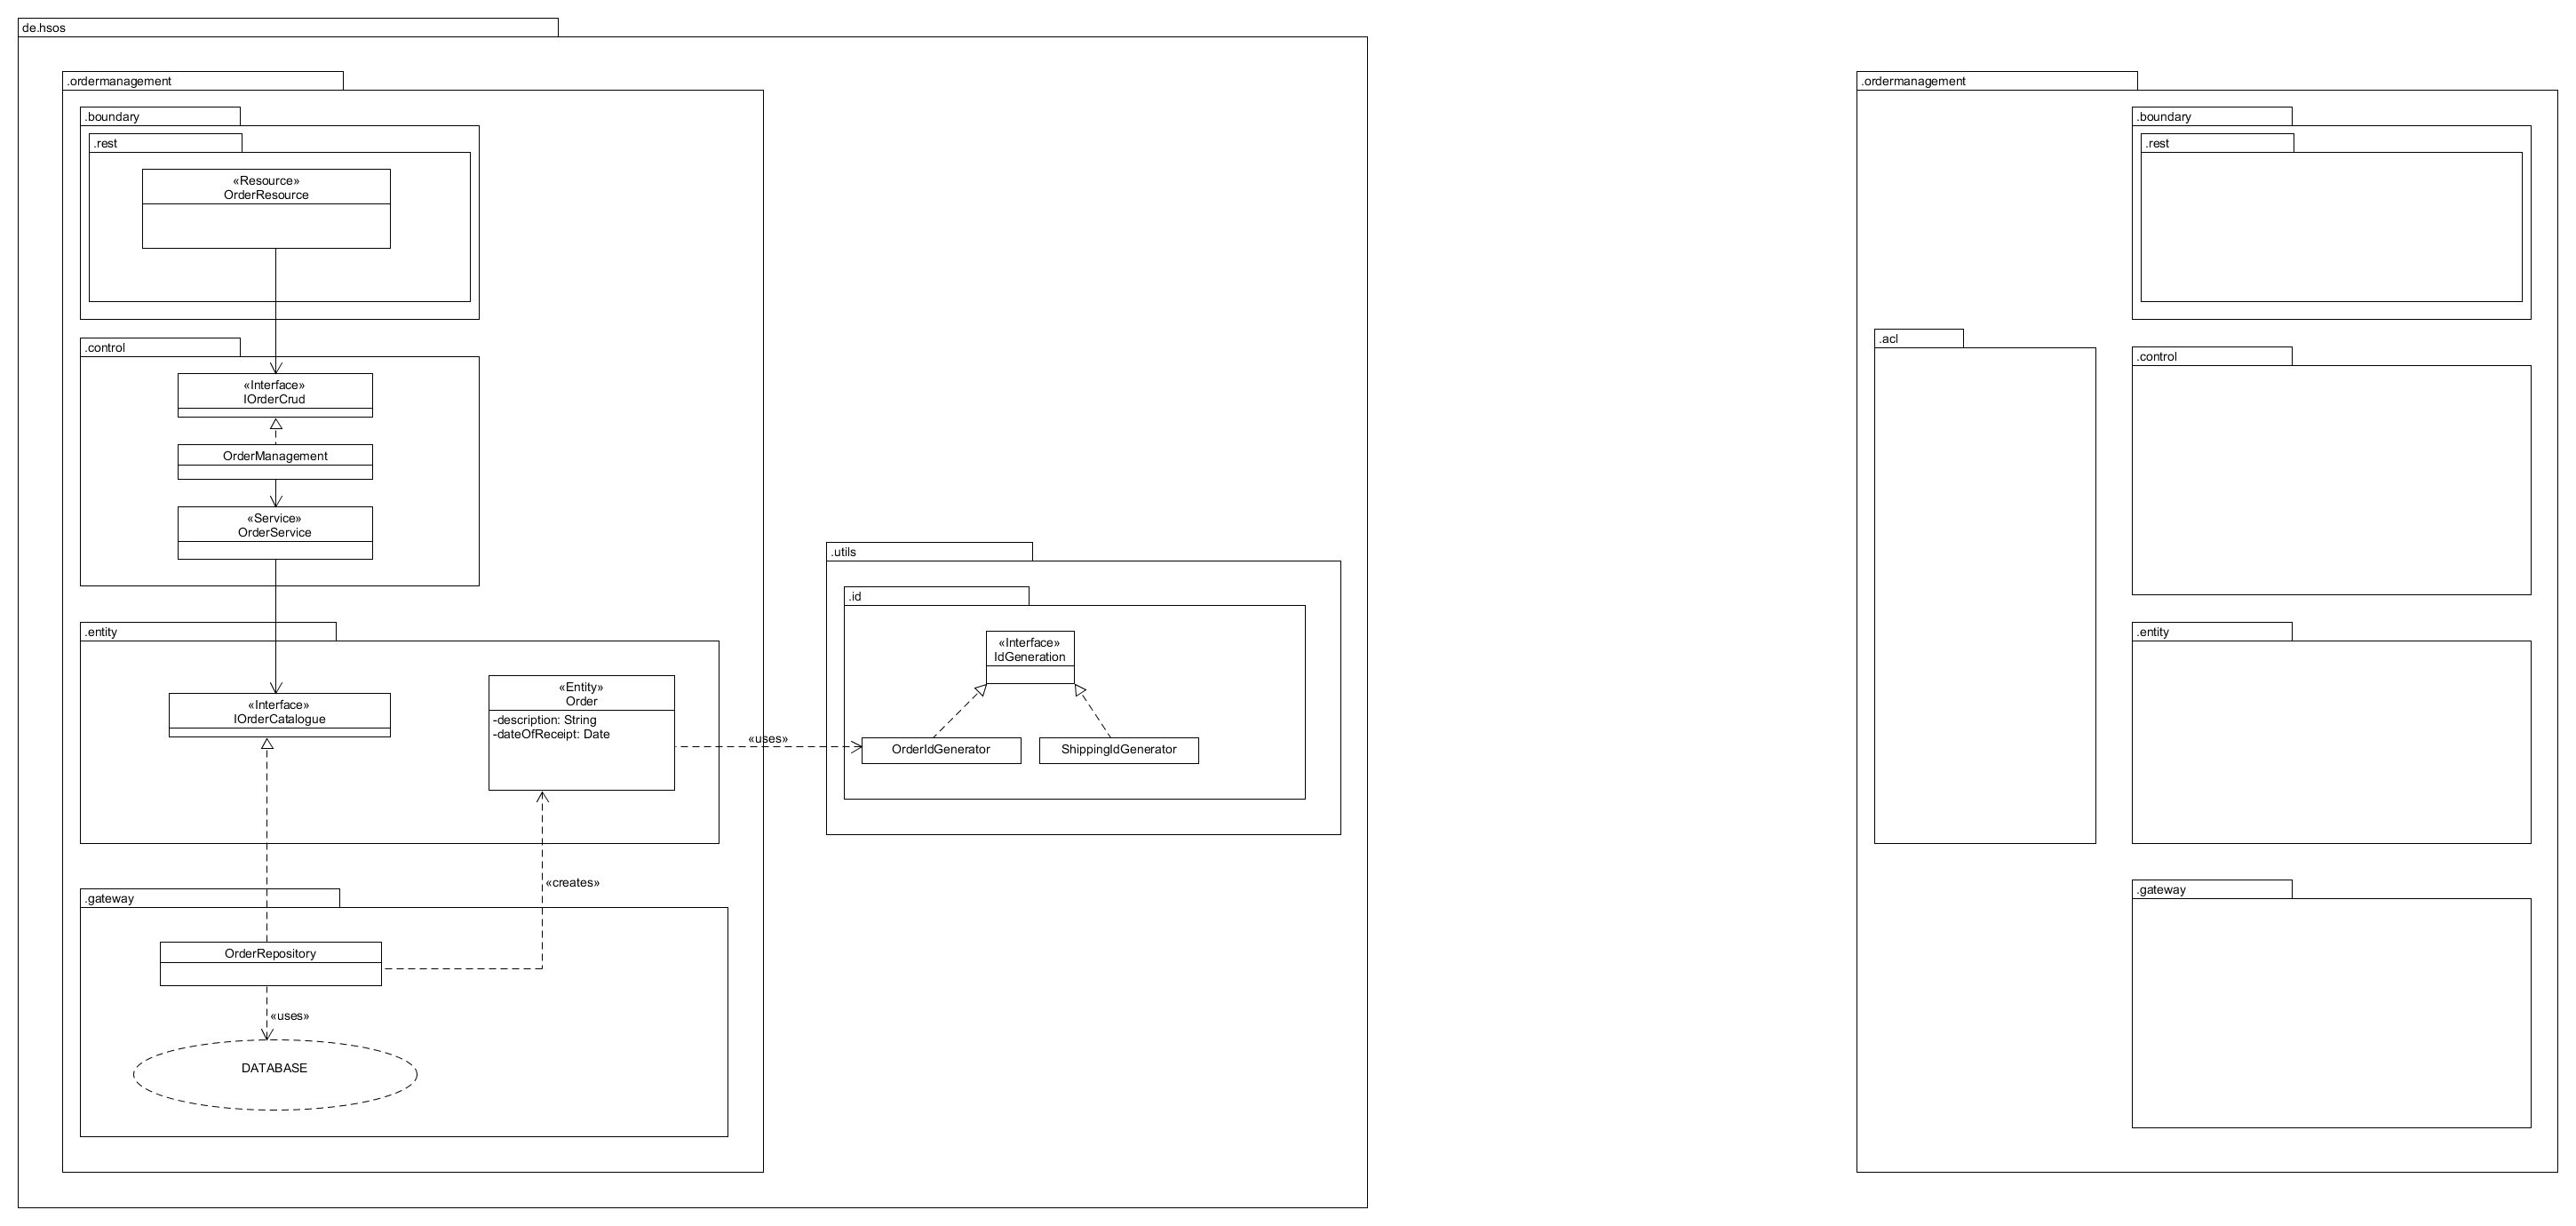 de.hsos
.ordermanagement
.boundary
.rest
«Resource»
OrderResource
.control
«Interface»
IOrderCrud
OrderManagement
«Service»
OrderService
.entity
«Interface»
IOrderCatalogue
«Entity»
Order
-description: String
-dateOfReceipt: Date
«uses»
.gateway
«creates»
OrderRepository
«uses»
DATABASE
.utils
.id
«Interface»
IdGeneration
OrderIdGenerator
ShippingIdGenerator
.ordermanagement
.boundary
.rest
.acl
.control
.entity
.gateway